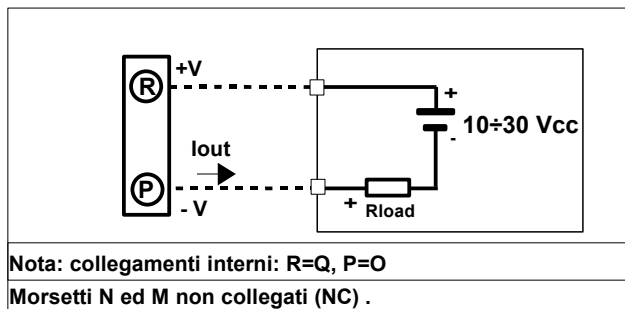 R
+V
+
10÷30 Vcc
-
Iout
P
- V
+
Rload
Nota: collegamenti interni: R=Q, P=O
Morsetti N ed M non collegati (NC) .